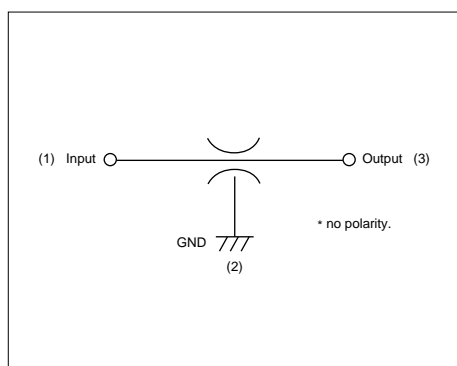 (1) Input Output (3)
* no polarity.
GND
(2)